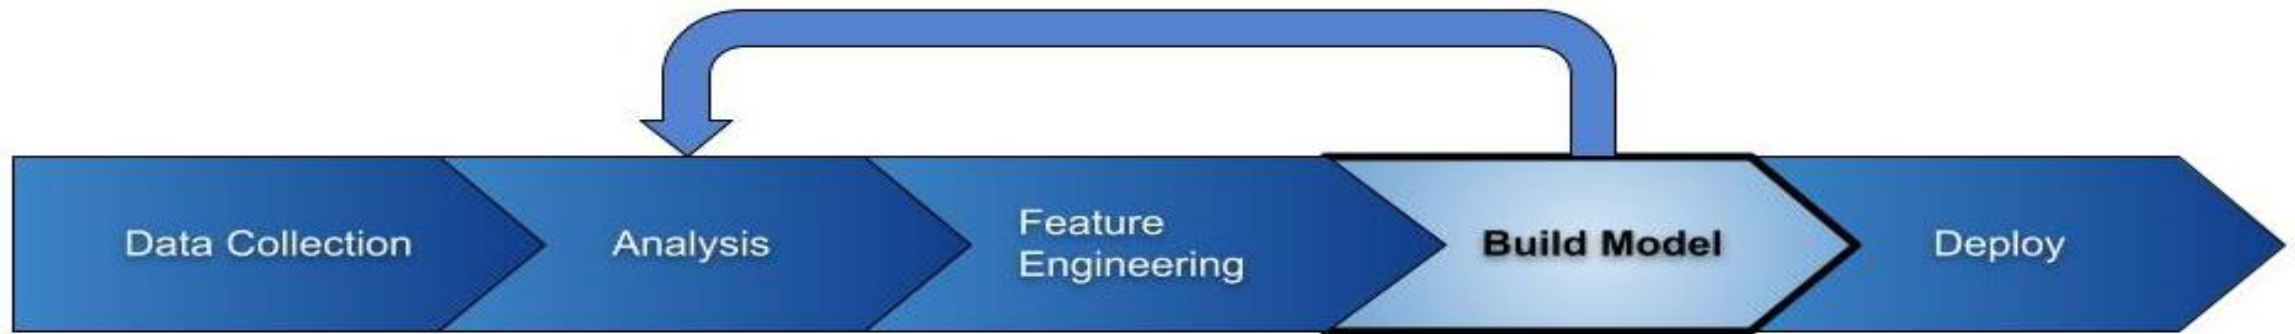 Data Collection
Analysis
Feature
Engineering
Build Model
Deploy